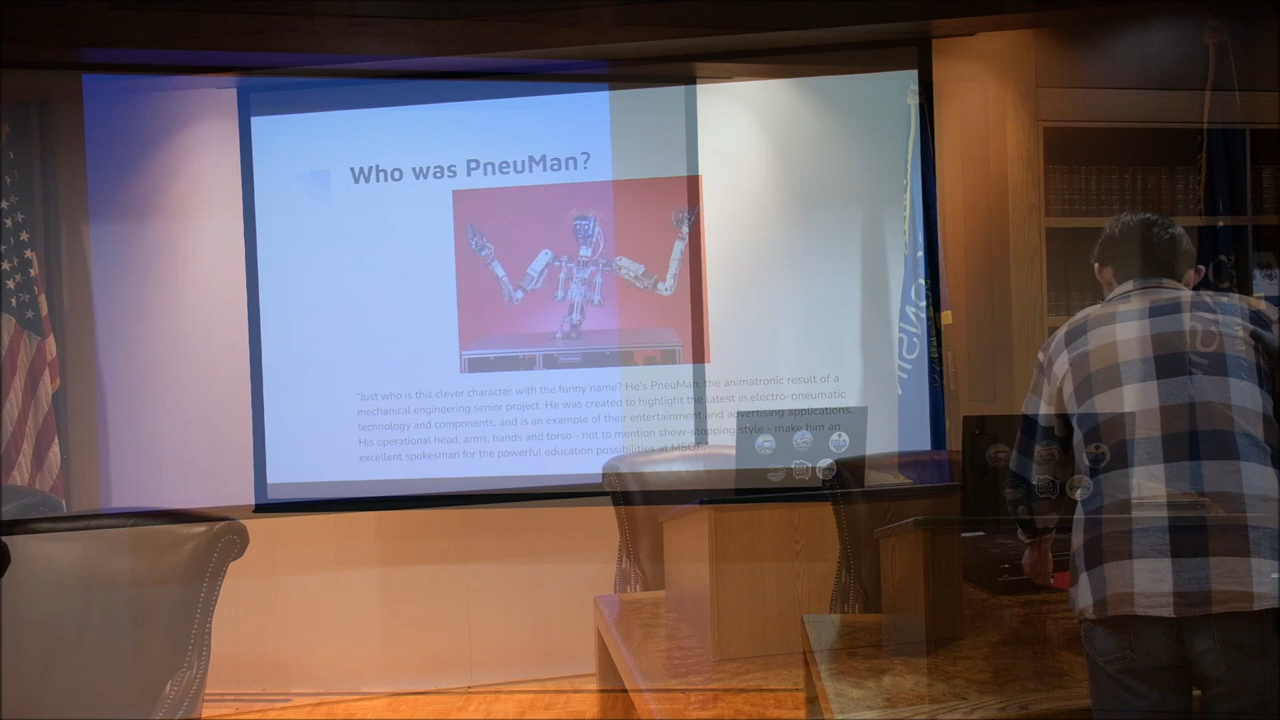 Who was PneuMan?
"Just who is this clever character with the funny name? He's PneuMan, the animatronic result of a
mechanical engineering senior project. He was created to highlight the latest in electro-pneumatic
technology and components, and is an example of their entertainment and advertising applications.
His operational head, arms, hands and torso - not to mention show-stopping style - make him an
excellent spokesman for the powerful education possibilities at MSOE."